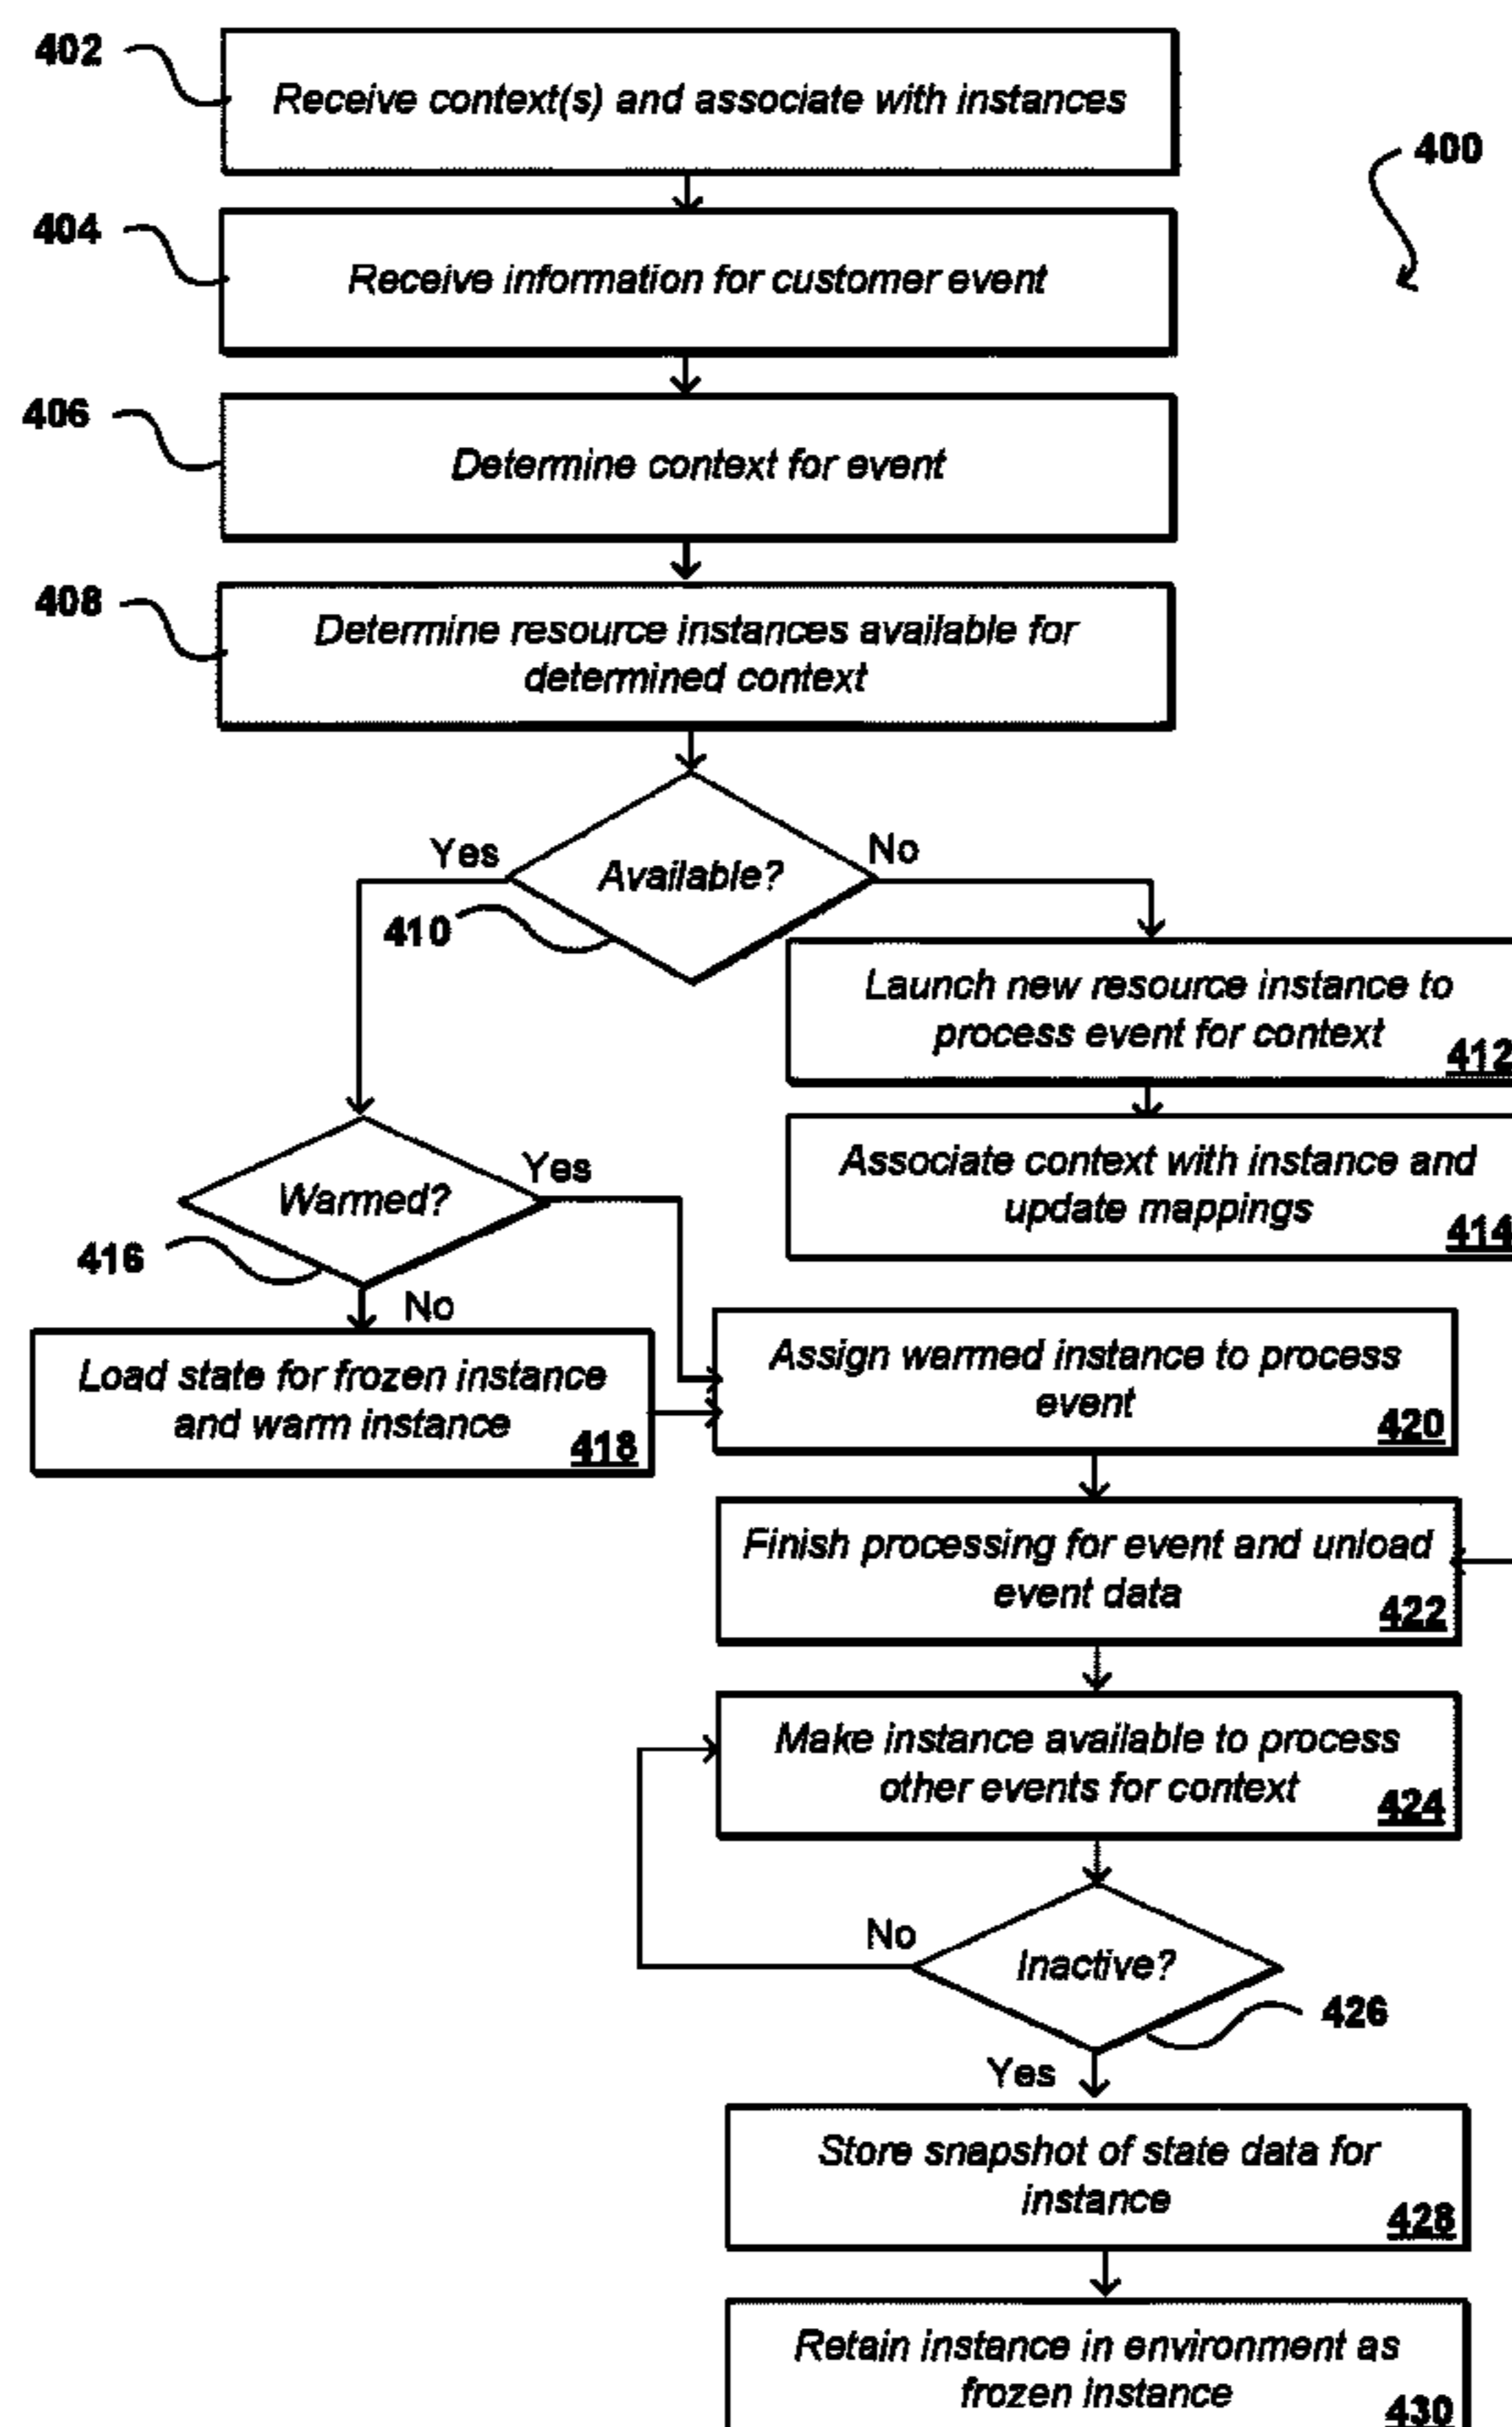 402
Receive context(s) and associate with instances
400
404
Receive information for customer event
406
Determine context for event
408
Determine resource instances available for
determined context
Yes
Available?
No
410
Launch new resource instance to
process event for context
412
Associate context with instance and
update mappings
414
Warmed?
Yes
416
No
Load state for frozen instance
and warm instance
418
Assign warmed instance to process
event
420
Finish processing for event and unload
event data
422
Make instance available to process
other events for context
424
No
Inactive?
426
Yes
Store snapshot of state data for
instance
428
Retain instance in environment as
frozen instance
430